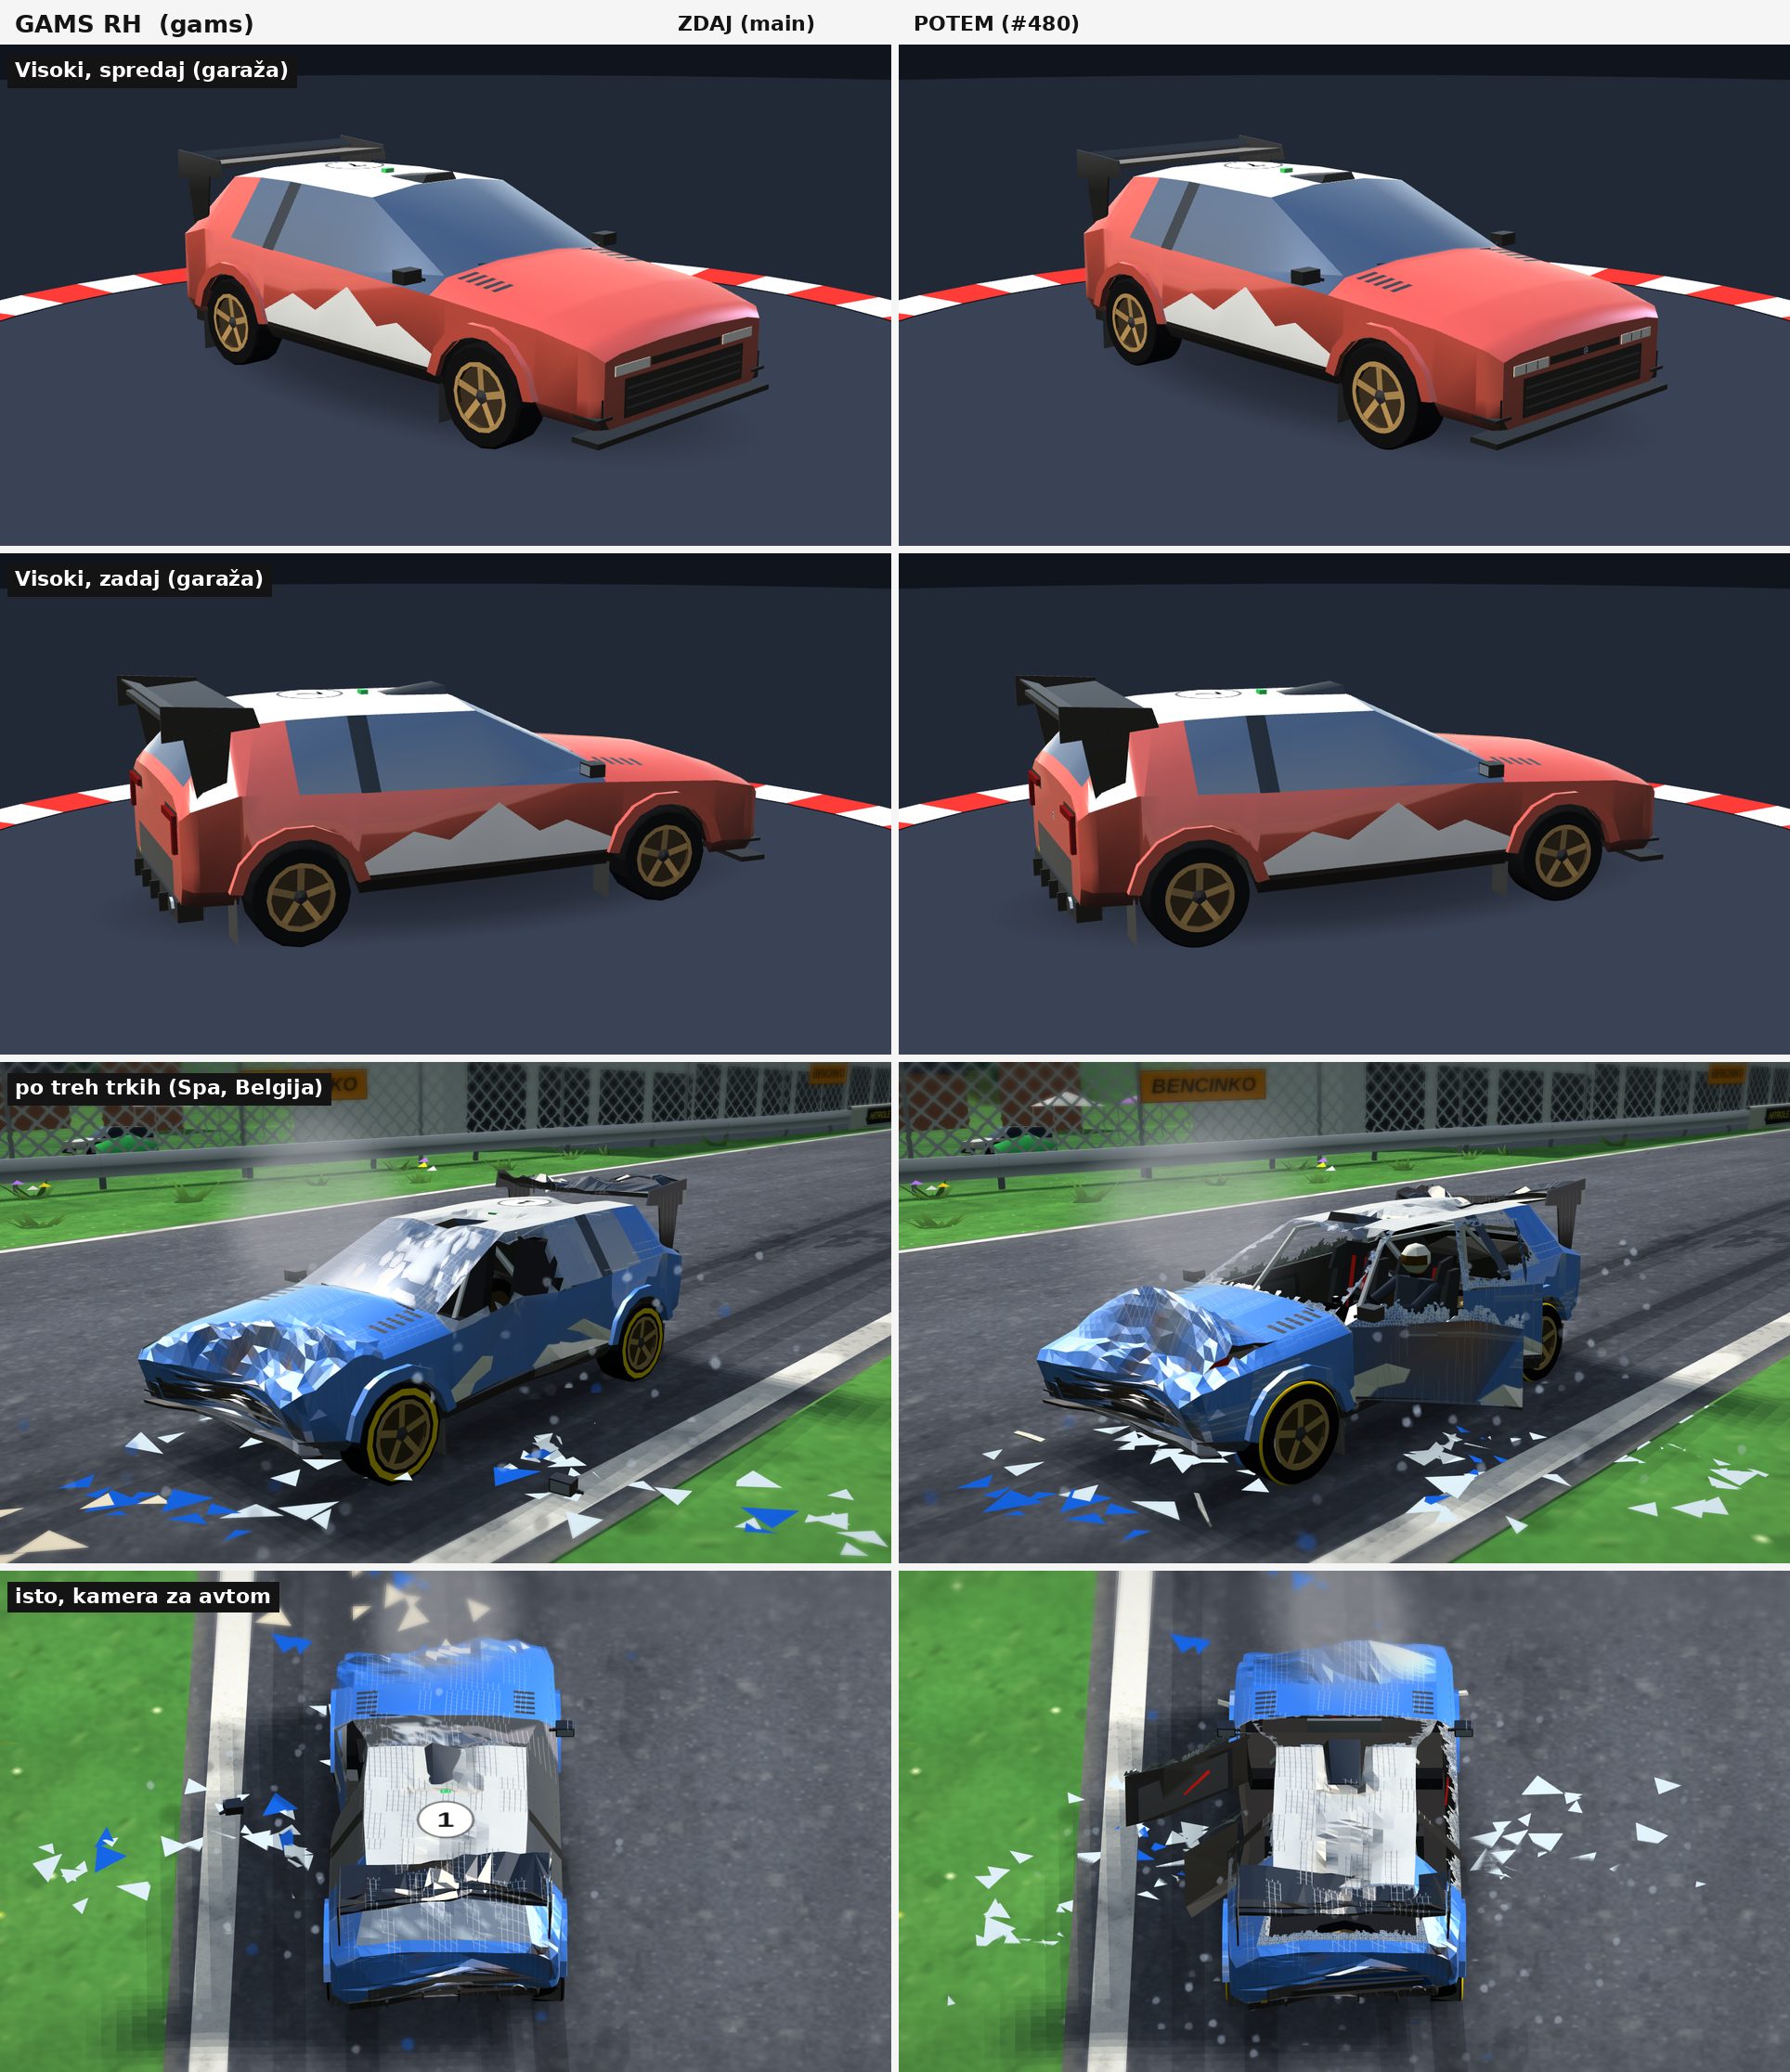 GAMS RH (gams) ZDAJ (main) POTEM (#480)
Visoki, spredaj (garaža)
Visoki, zadaj (garaža)
po treh trkih (Spa, Belgija)
KO
BENCINKO
isto, kamera za avtom
1